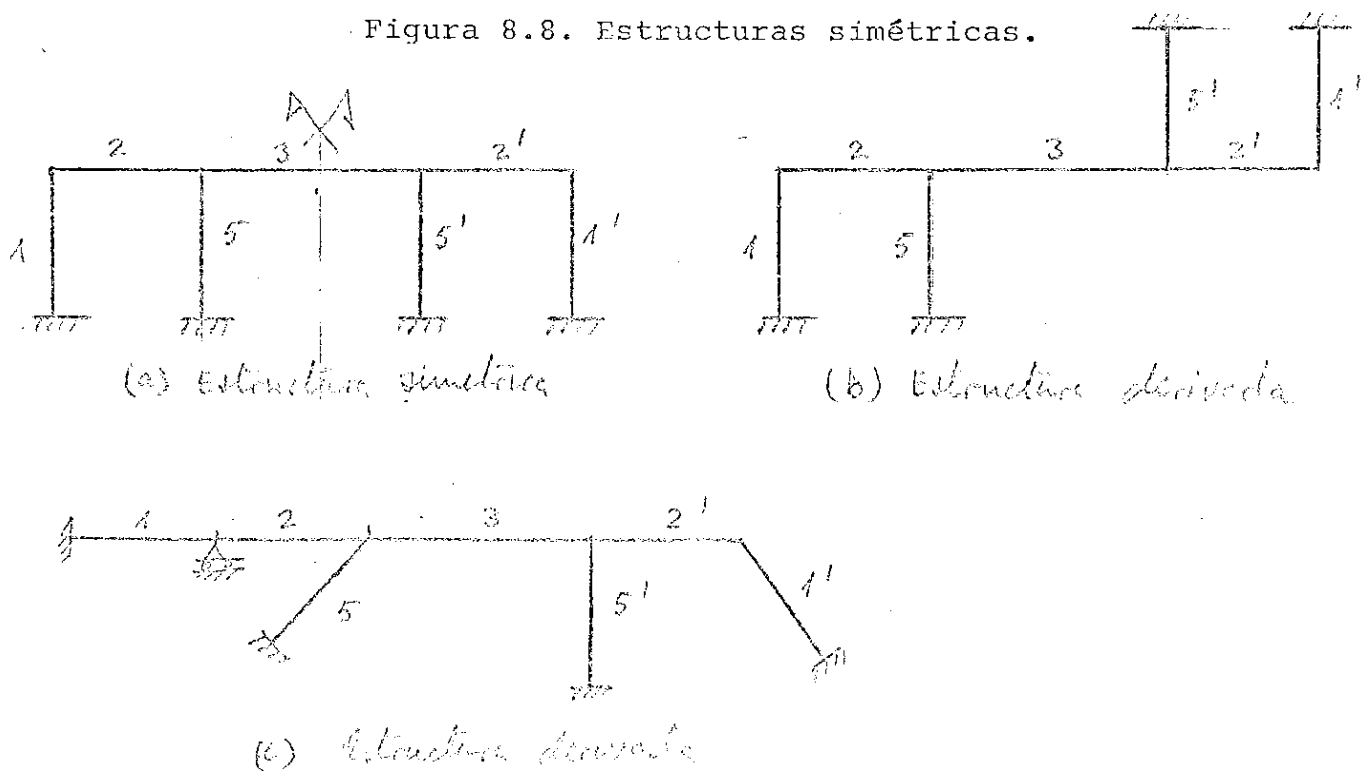 Figura 8.8. Estructuras simétricas.
2 3 2'
1 5 5' 1'
(a) Estructura simétrica
5' 1'
2 3 2'
1 5
(b) Estructura derivada
1 2 3 2'
5 5' 1'
(c) Estructura derivada